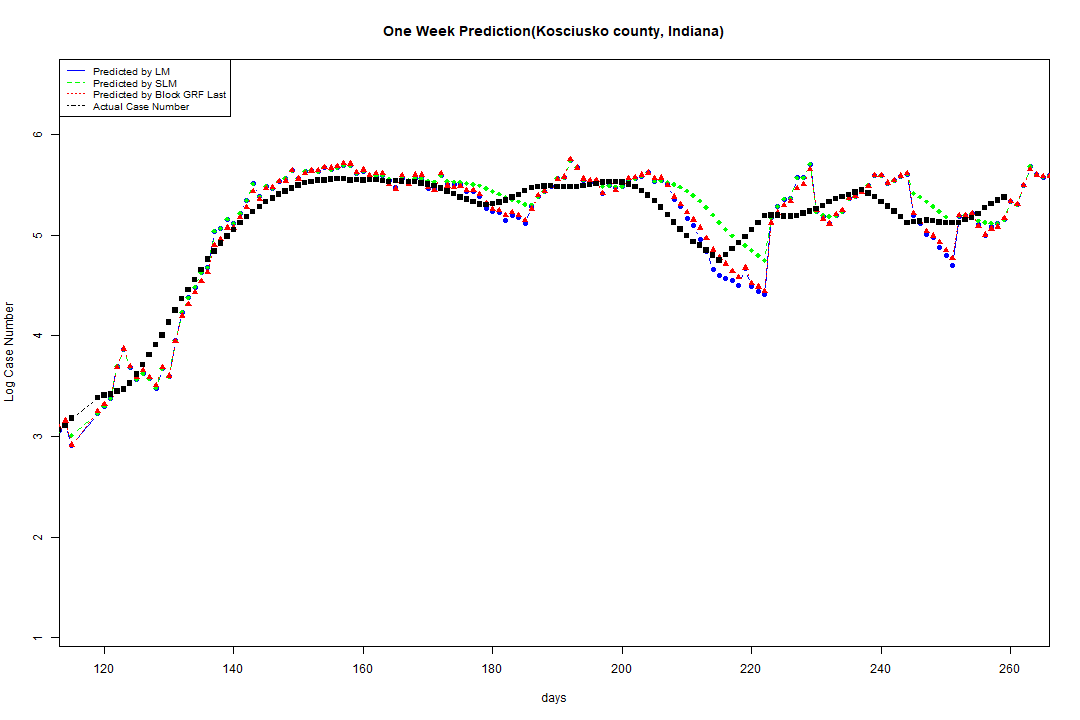 One Week Prediction(Kosciusko county, Indiana)
Predicted by LM
Predicted by SLM
Predicted by Block GRF Last
Actual Case Number
Log Case Number
6
5
4
3
2
1
120 140 160 180 200 220 240 260
days